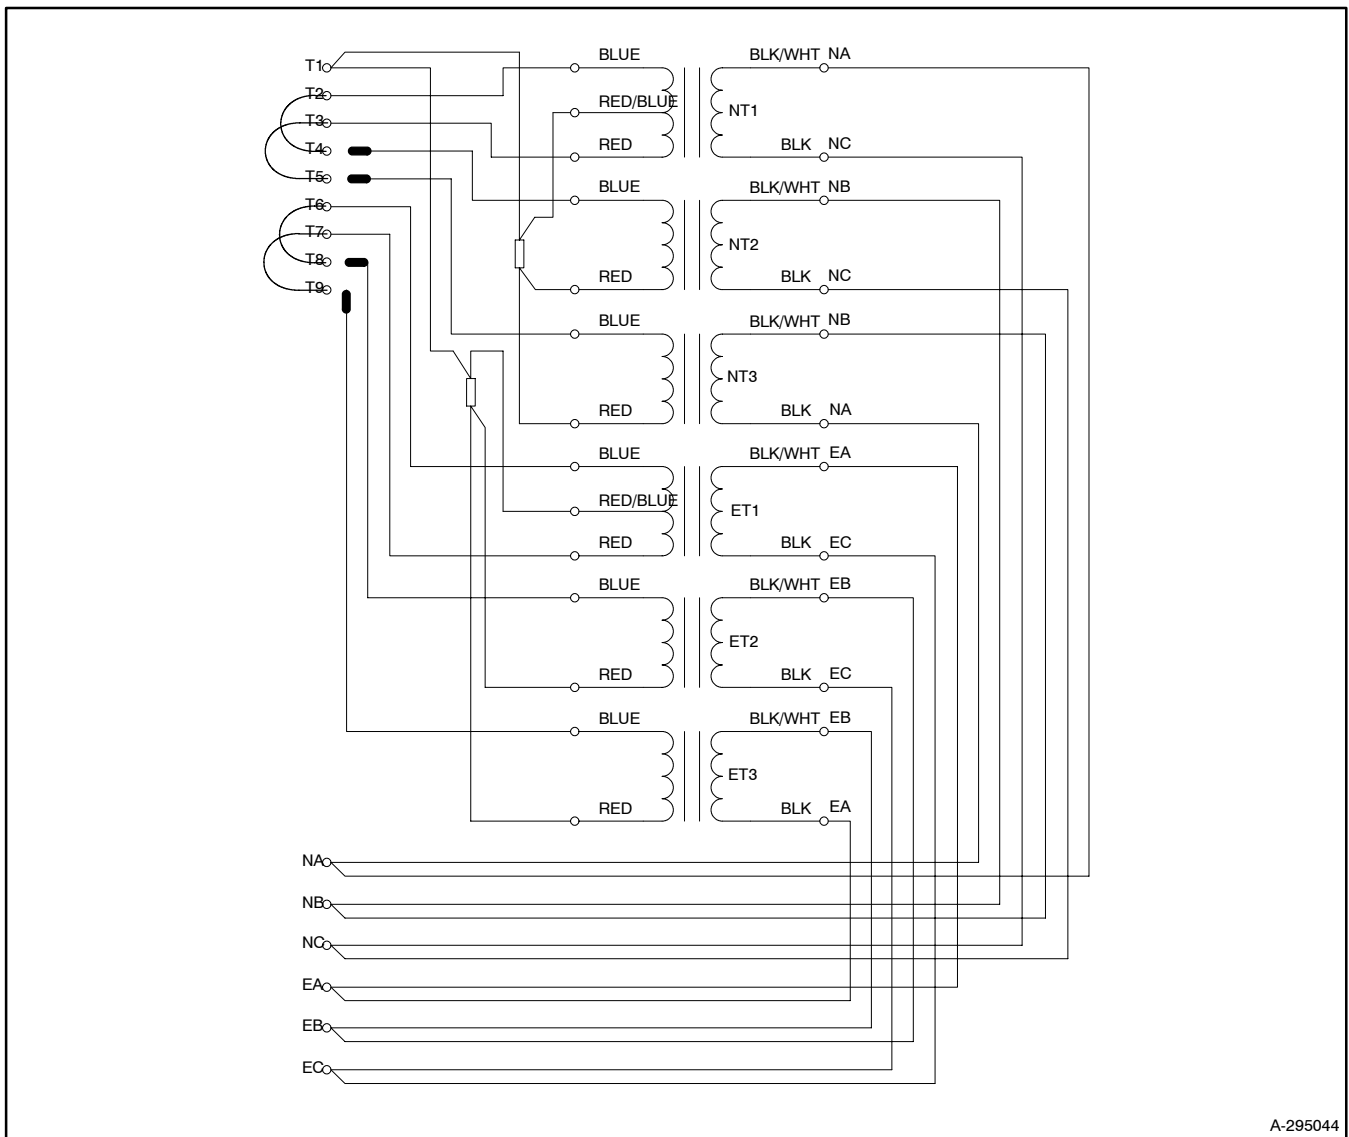 T1
T2
T3
T4
T5
T6
T7
T8
T9
BLUE
BLK/WHT NA
RED/BLUE
NT1
RED
BLK NC
BLUE
BLK/WHT NB
NT2
RED
BLK NC
BLUE
BLK/WHT NB
NT3
RED
BLK NA
BLUE
BLK/WHT EA
RED/BLUE
ET1
RED
BLK EC
BLUE
BLK/WHT EB
ET2
RED
BLK EC
BLUE
BLK/WHT EB
ET3
RED
BLK EA
NA
NB
NC
EA
EB
EC
A-295044